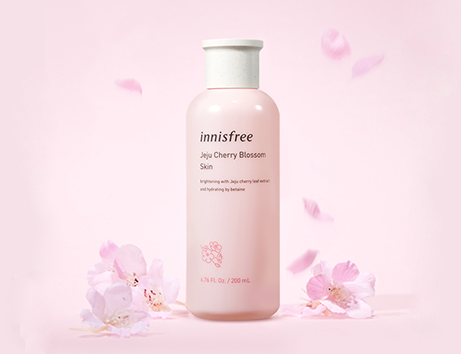 innisfree
Jeju Cherry Blossom
Skin
Brightening with Jeju cherry leaf extract
and hydrating by betaine
6.76 FL. Oz. / 200 mL